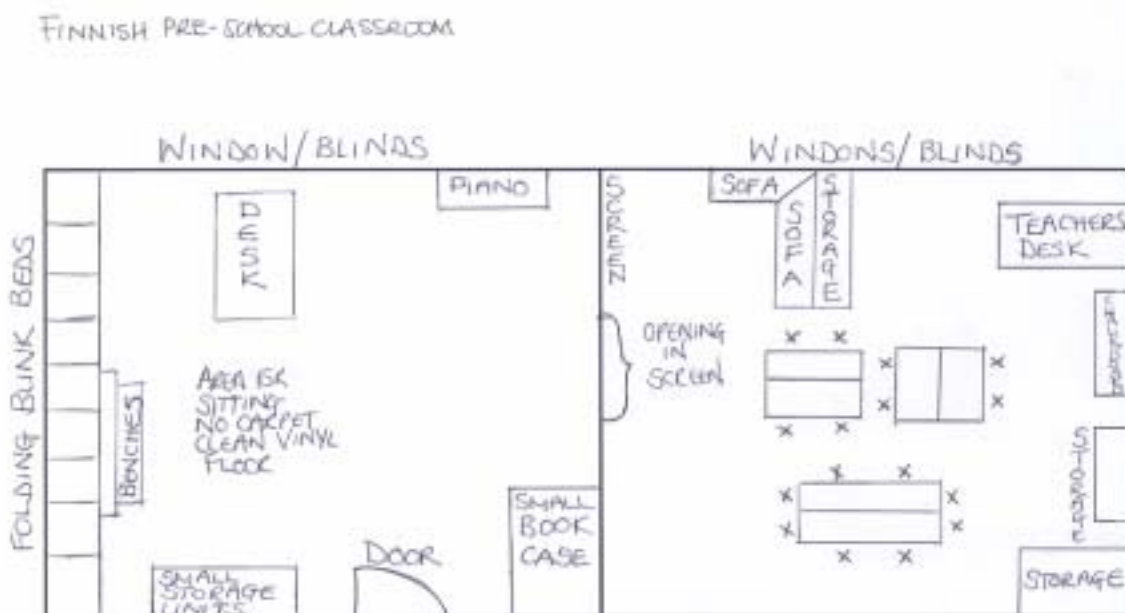 FINNISH PRE-SCHOOL CLASSROOM
WINDOW/BLINDS
WINDOWS/BLINDS
PIANO
DESK
SCREEN
SOFA
SOFA
STORAGE
TEACHERS
DESK
FOLDING BUNK BEDS
OPENING
IN
SCREEN
AREA FOR
SITTING
NO CARPET
CLEAN VINYL
FLOOR
BENCHES
STORAGE
SMALL
BOOK
CASE
DOOR
SMALL
STORAGE
UNITS
STORAGE